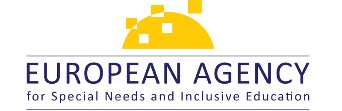 EUROPEAN AGENCY
for Special Needs and Inclusive Education